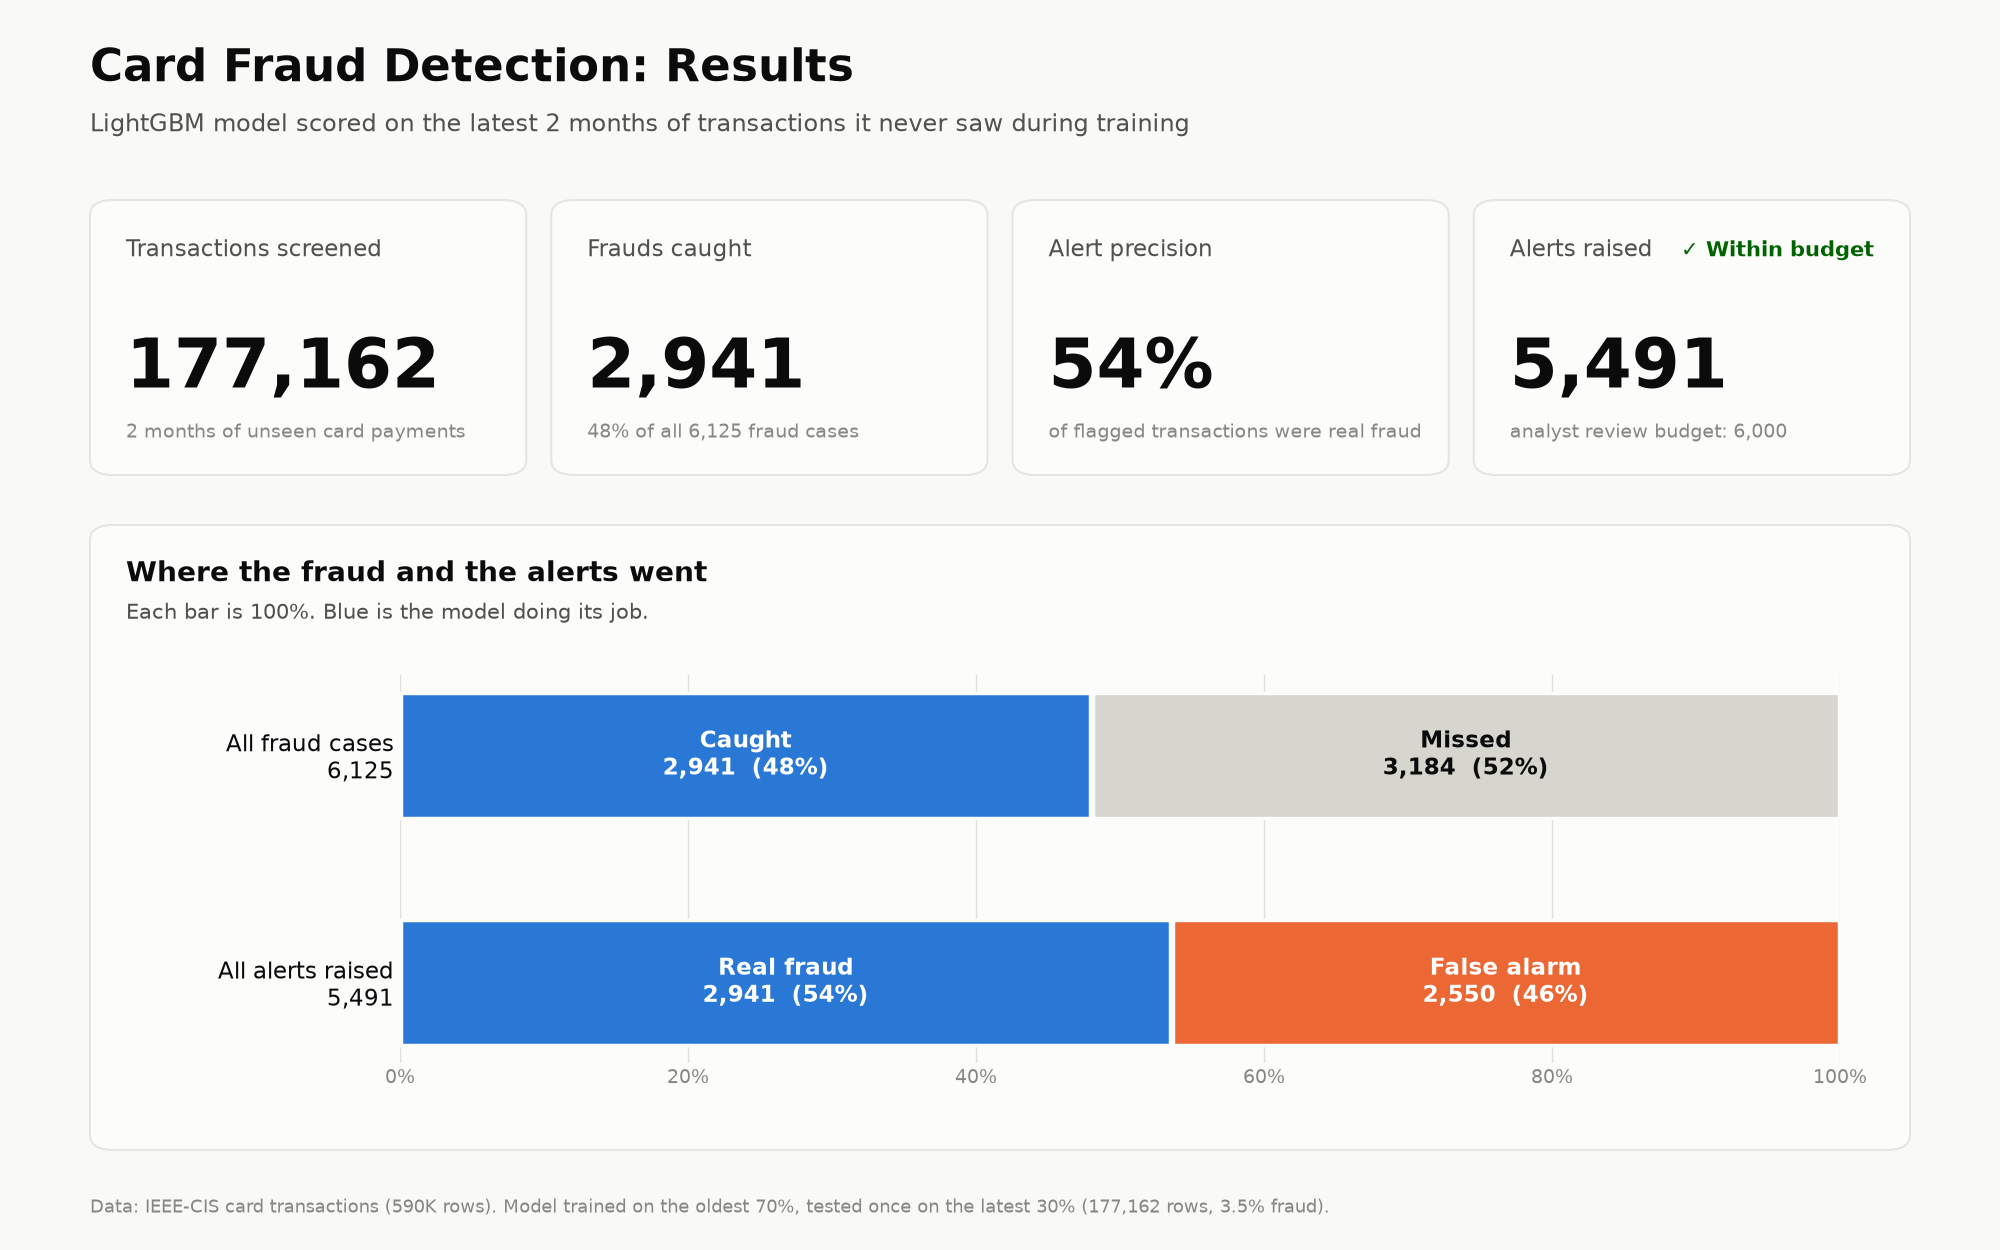 Card Fraud Detection: Results
LightGBM model scored on the latest 2 months of transactions it never saw during training
Transactions screened
177,162
2 months of unseen card payments
Frauds caught
2,941
48% of all 6,125 fraud cases
Alert precision
54%
of flagged transactions were real fraud
Alerts raised ✓ Within budget
5,491
analyst review budget: 6,000
Where the fraud and the alerts went
Each bar is 100%. Blue is the model doing its job.
All fraud cases
6,125
Caught
2,941 (48%)
Missed
3,184 (52%)
All alerts raised
5,491
Real fraud
2,941 (54%)
False alarm
2,550 (46%)
0% 20% 40% 60% 80% 100%
Data: IEEE-CIS card transactions (590K rows). Model trained on the oldest 70%, tested once on the latest 30% (177,162 rows, 3.5% fraud).